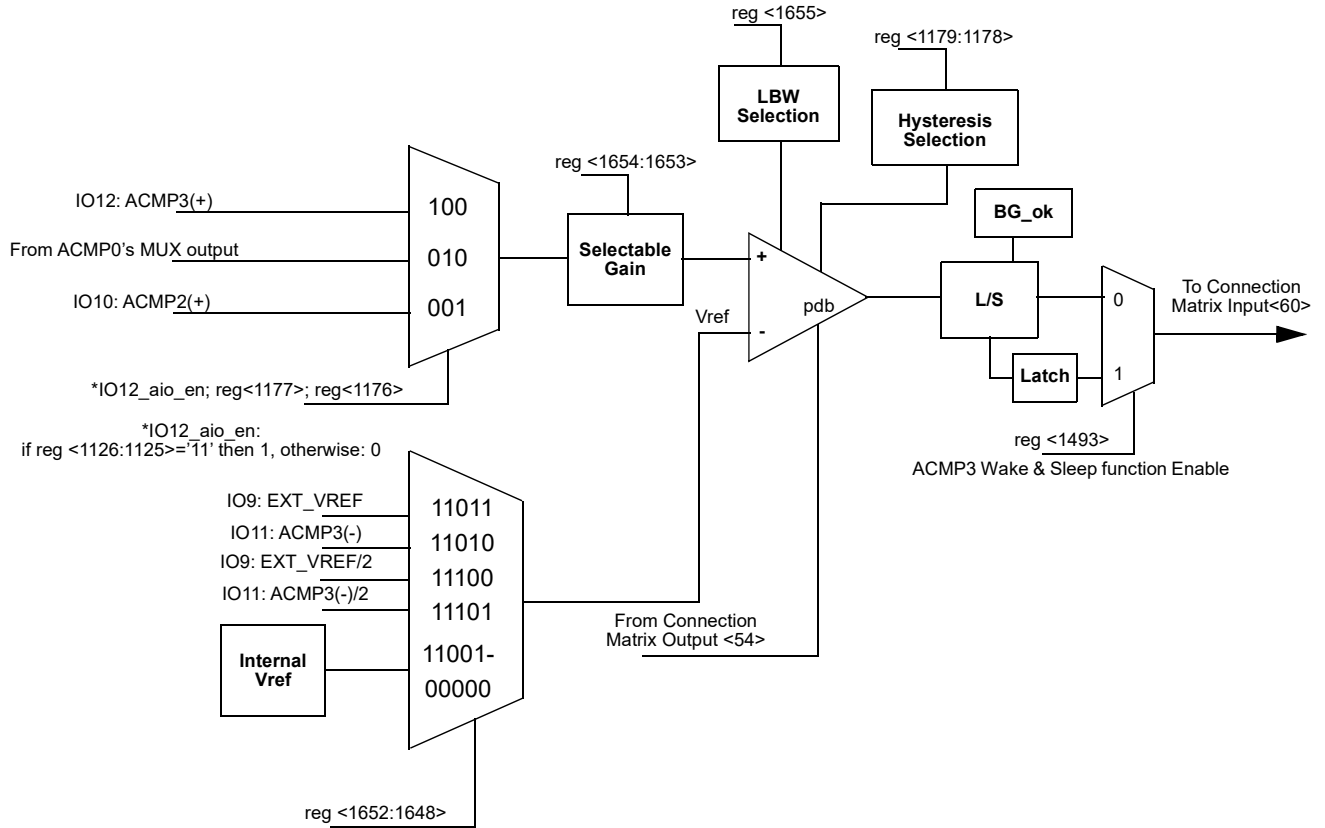 reg <1655>
reg <1179:1178>
LBW
Selection
Hysteresis
Selection
reg <1654:1653>
IO12: ACMP3(+)
100
BG_ok
From ACMP0's MUX output
010
Selectable
Gain
+
To Connection
Matrix Input<60>
IO10: ACMP2(+)
001
pdb
L/S
0
Vref
-
Latch
1
*IO12_aio_en; reg<1177>; reg<1176>
*IO12_aio_en:
if reg <1126:1125>='11' then 1, otherwise: 0
reg <1493>
ACMP3 Wake & Sleep function Enable
IO9: EXT_VREF
11011
IO11: ACMP3(-)
11010
IO9: EXT_VREF/2
11100
IO11: ACMP3(-)/2
11101
From Connection
Matrix Output <54>
Internal
Vref
11001-
00000
reg <1652:1648>